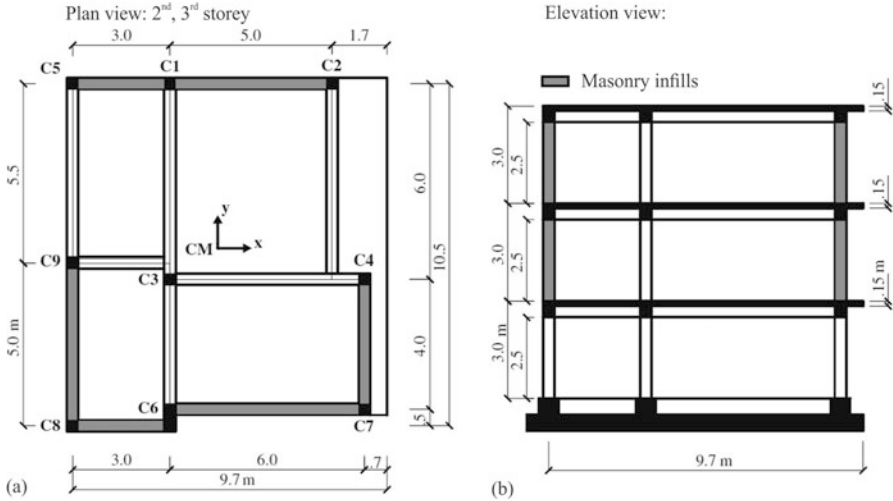 Plan view: 2nd, 3rd storey
3.0 5.0 1.7
C5 C1 C2
5.5
6.0
10.5
y
x
CM
C9 C3 C4
5.0 m
4.0
C6
.5
C8 C7
3.0 6.0 .7
9.7 m
(a)
Elevation view:
Masonry infills
.15
3.0
2.5
.15
3.0
2.5
.15 m
3.0 m
2.5
9.7 m
(b)